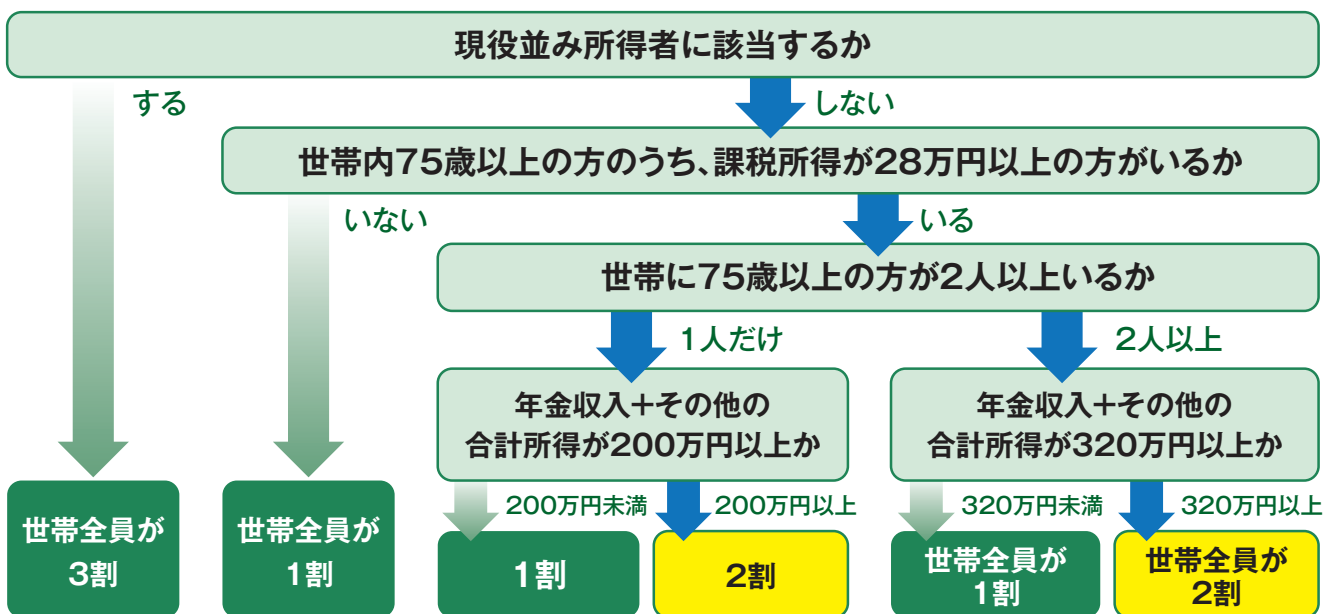 現役並み所得者に該当するか
する
しない
世帯内75歳以上の方のうち、課税所得が28万円以上の方がいるか
いない
いる
世帯に75歳以上の方が2人以上いるか
1人だけ
2人以上
年金収入+その他の
合計所得が200万円以上か
年金収入+その他の
合計所得が320万円以上か
200万円未満
200万円以上
320万円未満
320万円以上
世帯全員が
3割
世帯全員が
1割
1割
2割
世帯全員が
1割
世帯全員が
2割